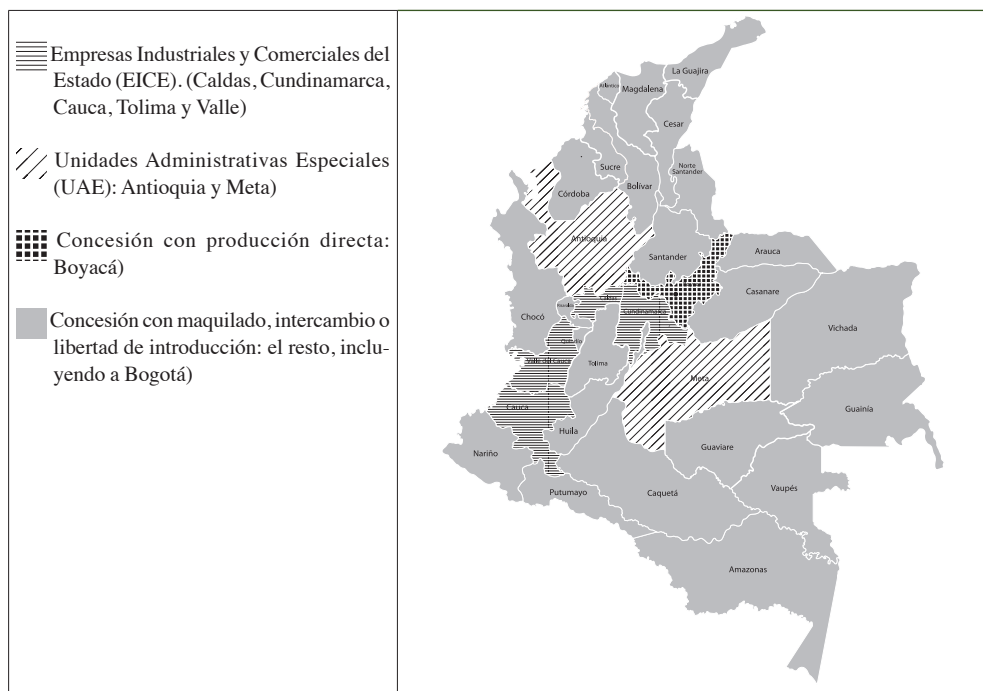 Empresas Industriales y Comerciales del
Estado (EICE). (Caldas, Cundinamarca,
Cauca, Tolima y Valle)
Unidades Administrativas Especiales
(UAE): Antioquia y Meta)
Concesión con producción directa:
Boyacá)
Concesión con maquilado, intercambio o
libertad de introducción: el resto, inclu-
yendo a Bogotá)
La Guajira
Atlántico
Magdalena
Cesar
Sucre
Norte
Santander
Córdoba
Bolívar
Antioquia
Santander
Arauca
Casanare
Caldas
Cundinamarca
Chocó
Vichada
Quindío
Valle del Cauca
Tolima
Meta
Cauca
Guainía
Huila
Nariño
Guaviare
Putumayo
Caquetá
Vaupés
Amazonas